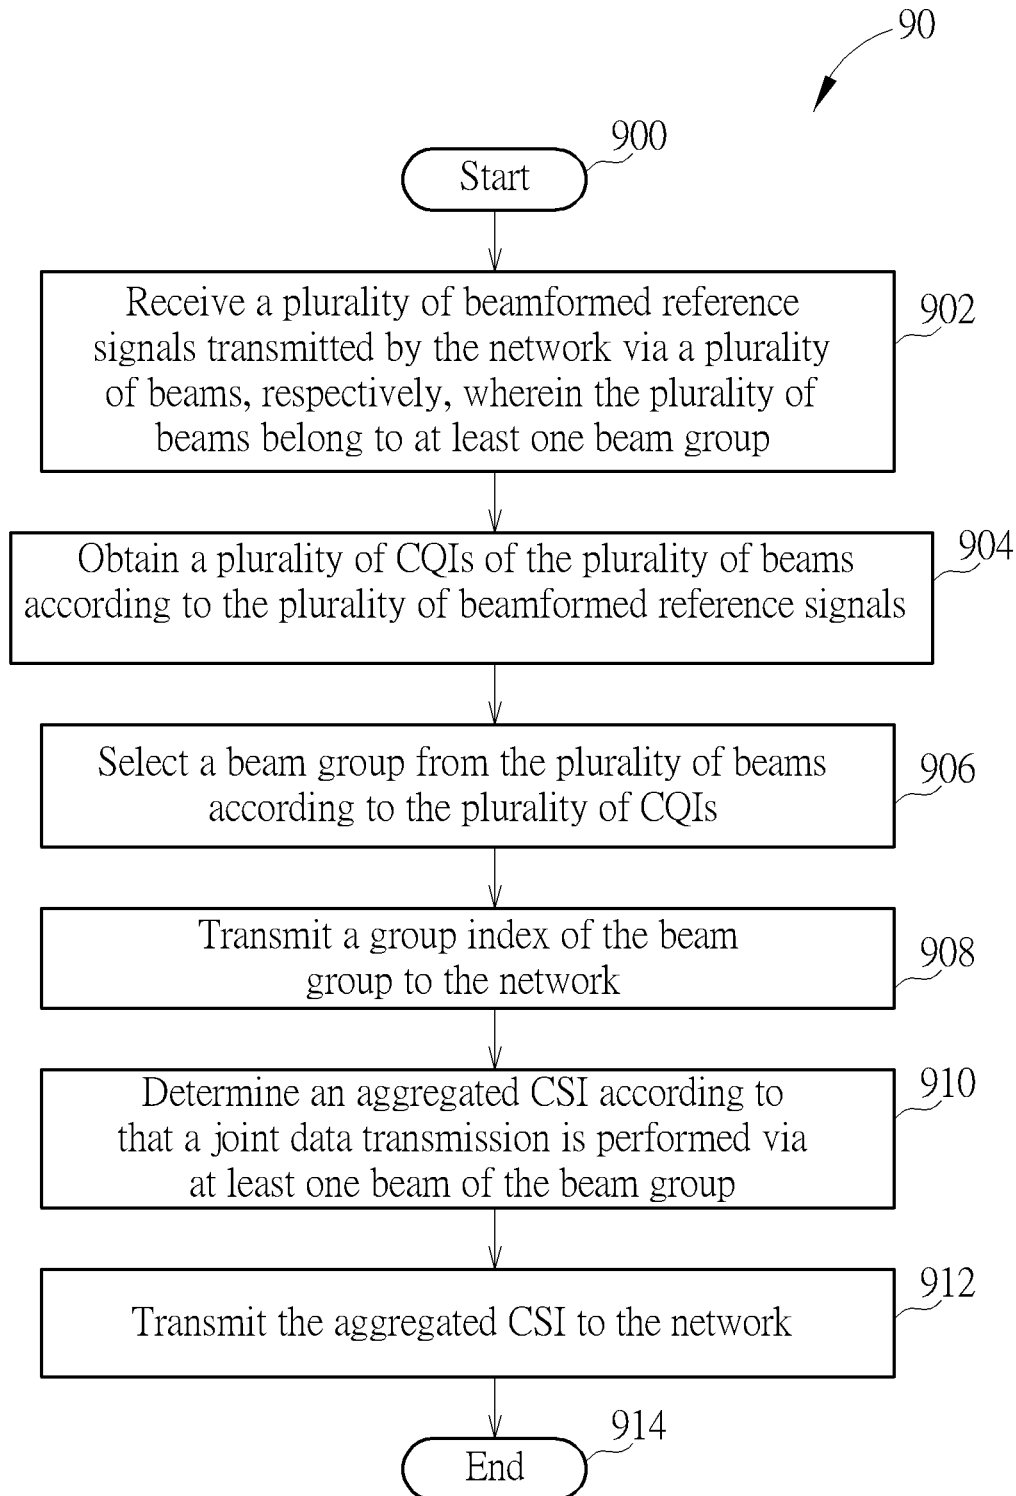 90
900
Start
Receive a plurality of beamformed reference
signals transmitted by the network via a plurality
of beams, respectively, wherein the plurality of
beams belong to at least one beam group
902
Obtain a plurality of CQIs of the plurality of beams
according to the plurality of beamformed reference signals
904
Select a beam group from the plurality of beams
according to the plurality of CQIs
906
Transmit a group index of the beam
group to the network
908
Determine an aggregated CSI according to
that a joint data transmission is performed via
at least one beam of the beam group
910
Transmit the aggregated CSI to the network
912
End
914